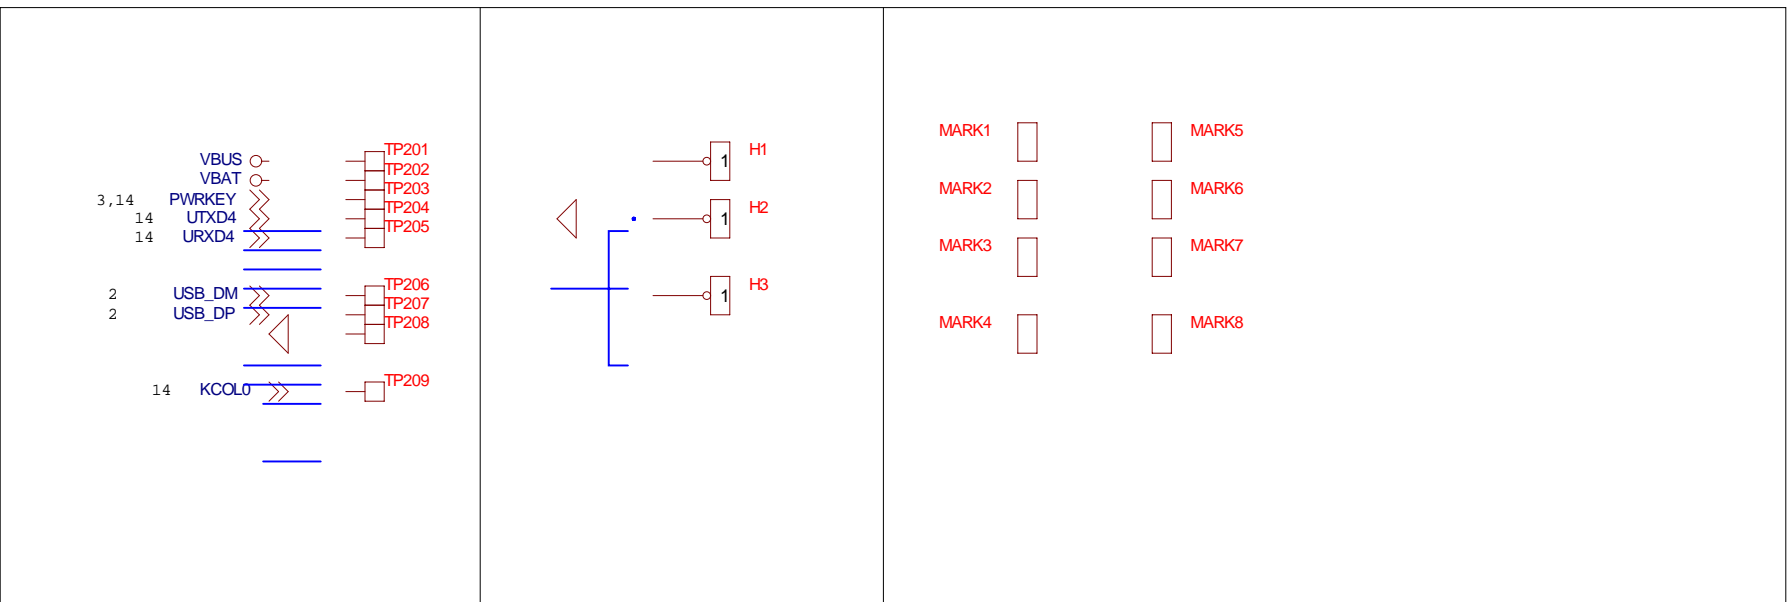 VBUS TP201
VBAT TP202
3,14 PWRKEY TP203
14 UTXD4 TP204
14 URXD4 TP205
2 USB_DM TP206
2 USB_DP TP207
TP208
14 KCOL0 TP209
1 H1
1 H2
1 H3
MARK1 MARK5
MARK2 MARK6
MARK3 MARK7
MARK4 MARK8